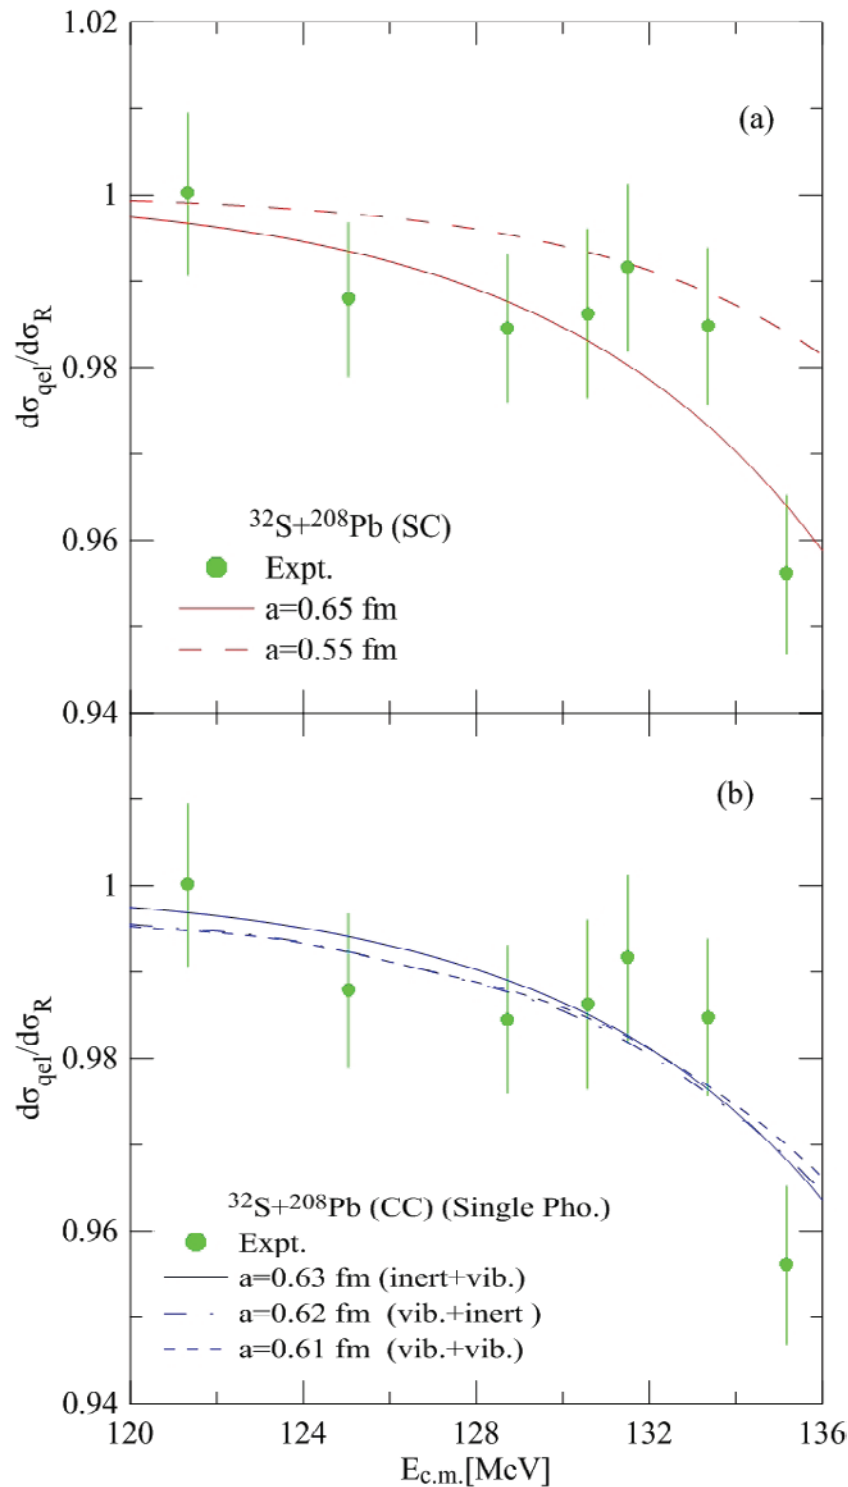 1.02
(a)
1
dσqel/dσR
0.98
³²S+²⁰⁸Pb (SC)
0.96
Expt.
a=0.65 fm
a=0.55 fm
0.94
(b)
1
dσqel/dσR
0.98
³²S+²⁰⁸Pb (CC) (Single Pho.)
0.96
Expt.
a=0.63 fm (inert+vib.)
a=0.62 fm (vib.+inert )
a=0.61 fm (vib.+vib.)
0.94
120 124 128 132 136
Ec.m.[McV]